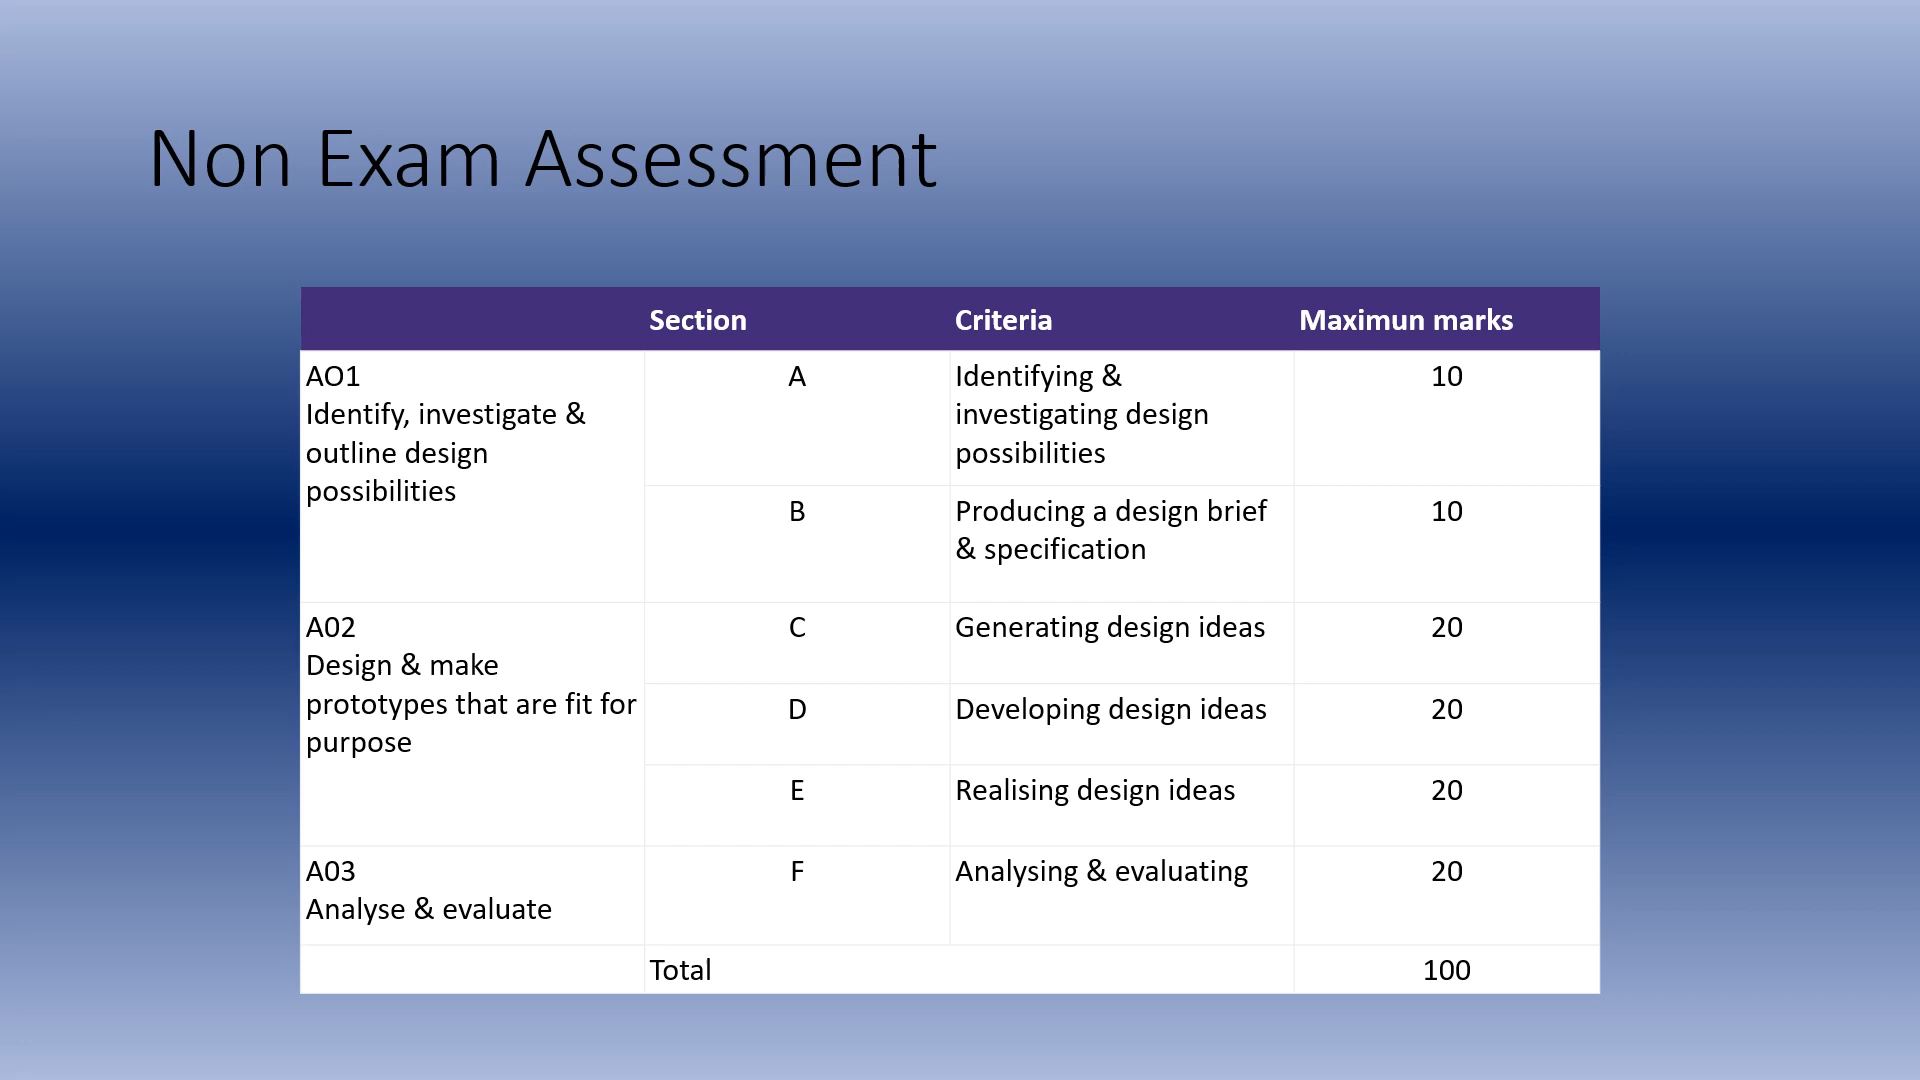 Non Exam Assessment
Section Criteria Maximun marks
AO1
Identify, investigate &
outline design
possibilities
A
Identifying &
investigating design
possibilities
10
B
Producing a design brief
& specification
10
A02
Design & make
prototypes that are fit for
purpose
C
Generating design ideas
20
D
Developing design ideas
20
E
Realising design ideas
20
A03
Analyse & evaluate
F
Analysing & evaluating
20
Total
100